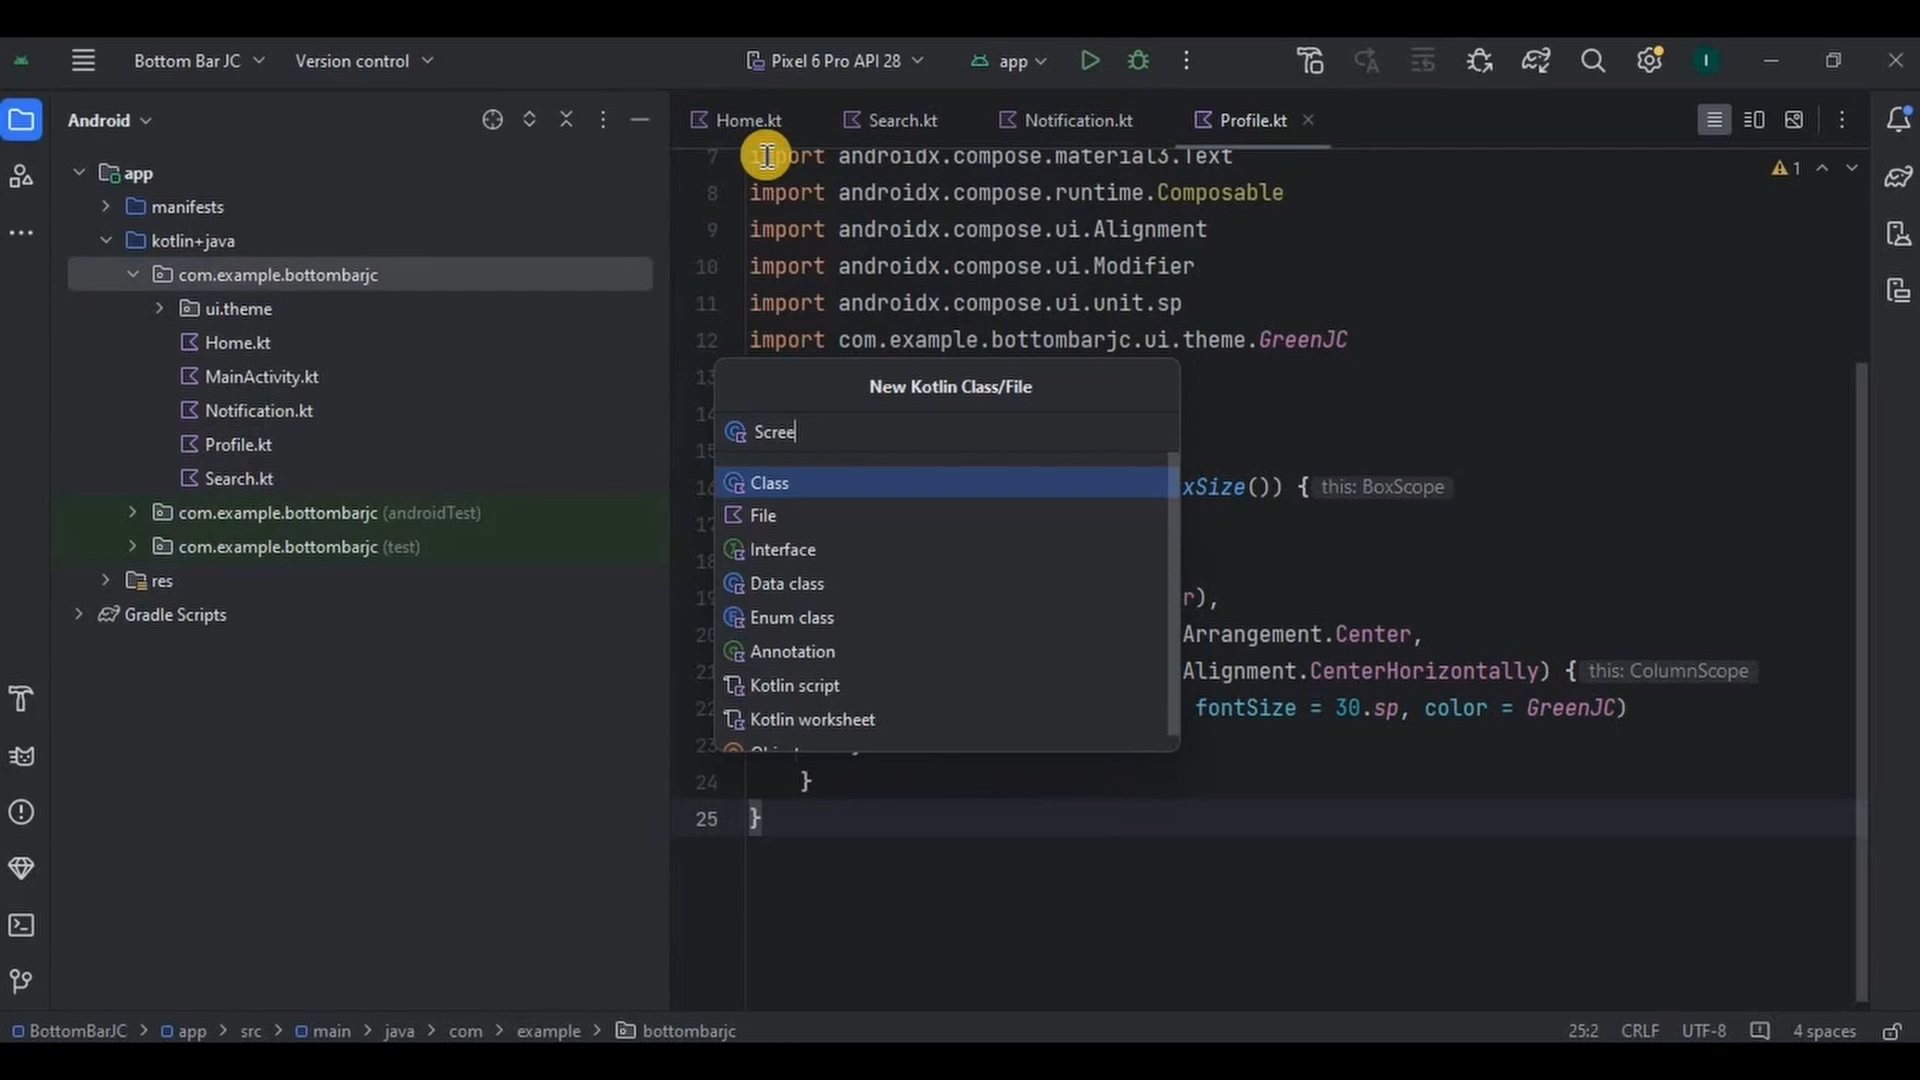 Bottom Bar JC
Version control
Pixel 6 Pro API 28
app
I
Android
Home.kt
Search.kt
Notification.kt
Profile.kt
app
manifests
kotlin+java
com.example.bottombarjc
ui.theme
Home.kt
MainActivity.kt
Notification.kt
Profile.kt
Search.kt
com.example.bottombarjc (androidTest)
com.example.bottombarjc (test)
res
Gradle Scripts
1
7 import androidx.compose.material3.Text
8 import androidx.compose.runtime.Composable
9 import androidx.compose.ui.Alignment
10 import androidx.compose.ui.Modifier
11 import androidx.compose.ui.unit.sp
12 import com.example.bottombarjc.ui.theme.GreenJC
New Kotlin Class/File
Scree
Class
File
Interface
Data class
Enum class
Annotation
Kotlin script
Kotlin worksheet
xSize()) { this: BoxScope
r),
Arrangement.Center,
Alignment.CenterHorizontally) { this: ColumnScope
fontSize = 30.sp, color = GreenJC)
24 }
25 }
BottomBarJC > app > src > main > java > com > example > bottombarjc
25:2 CRLF UTF-8 4 spaces